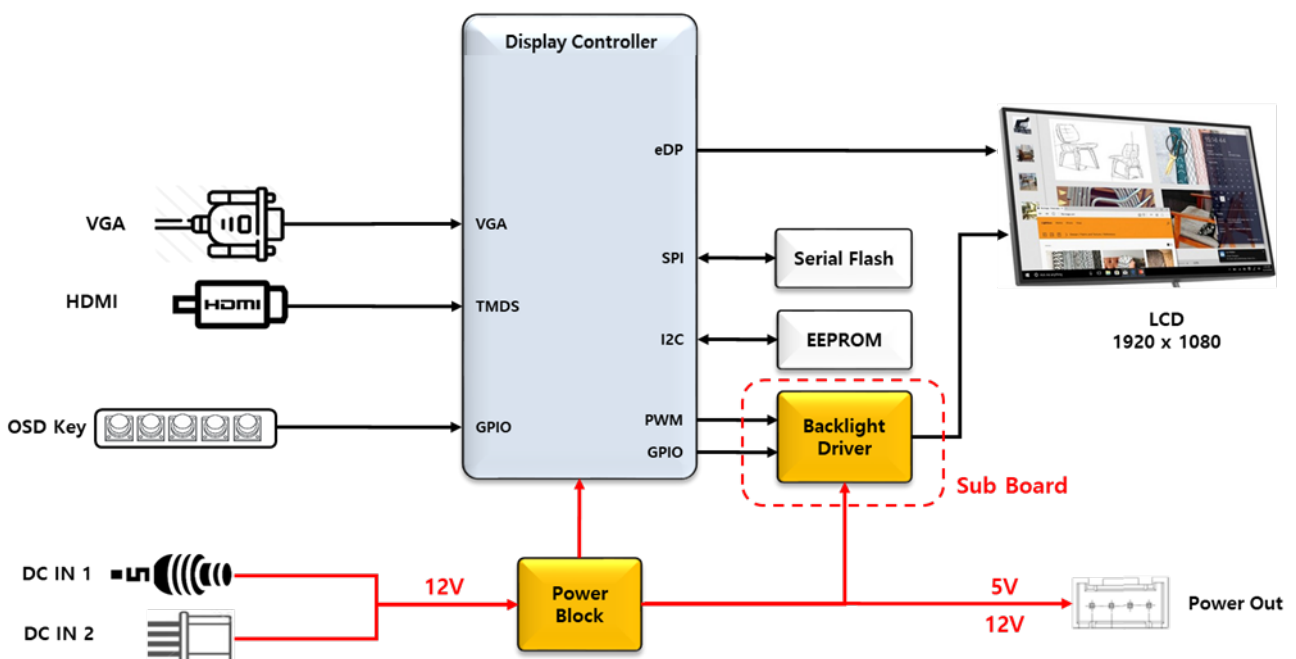 Display Controller
eDP
VGA
VGA
SPI
Serial Flash
HDMI
HDMI
TMDS
LCD
1920 x 1080
I2C
EEPROM
OSD Key
GPIO
PWM
GPIO
Backlight
Driver
Sub Board
DC IN 1
12V
Power
Block
5V
12V
Power Out
DC IN 2